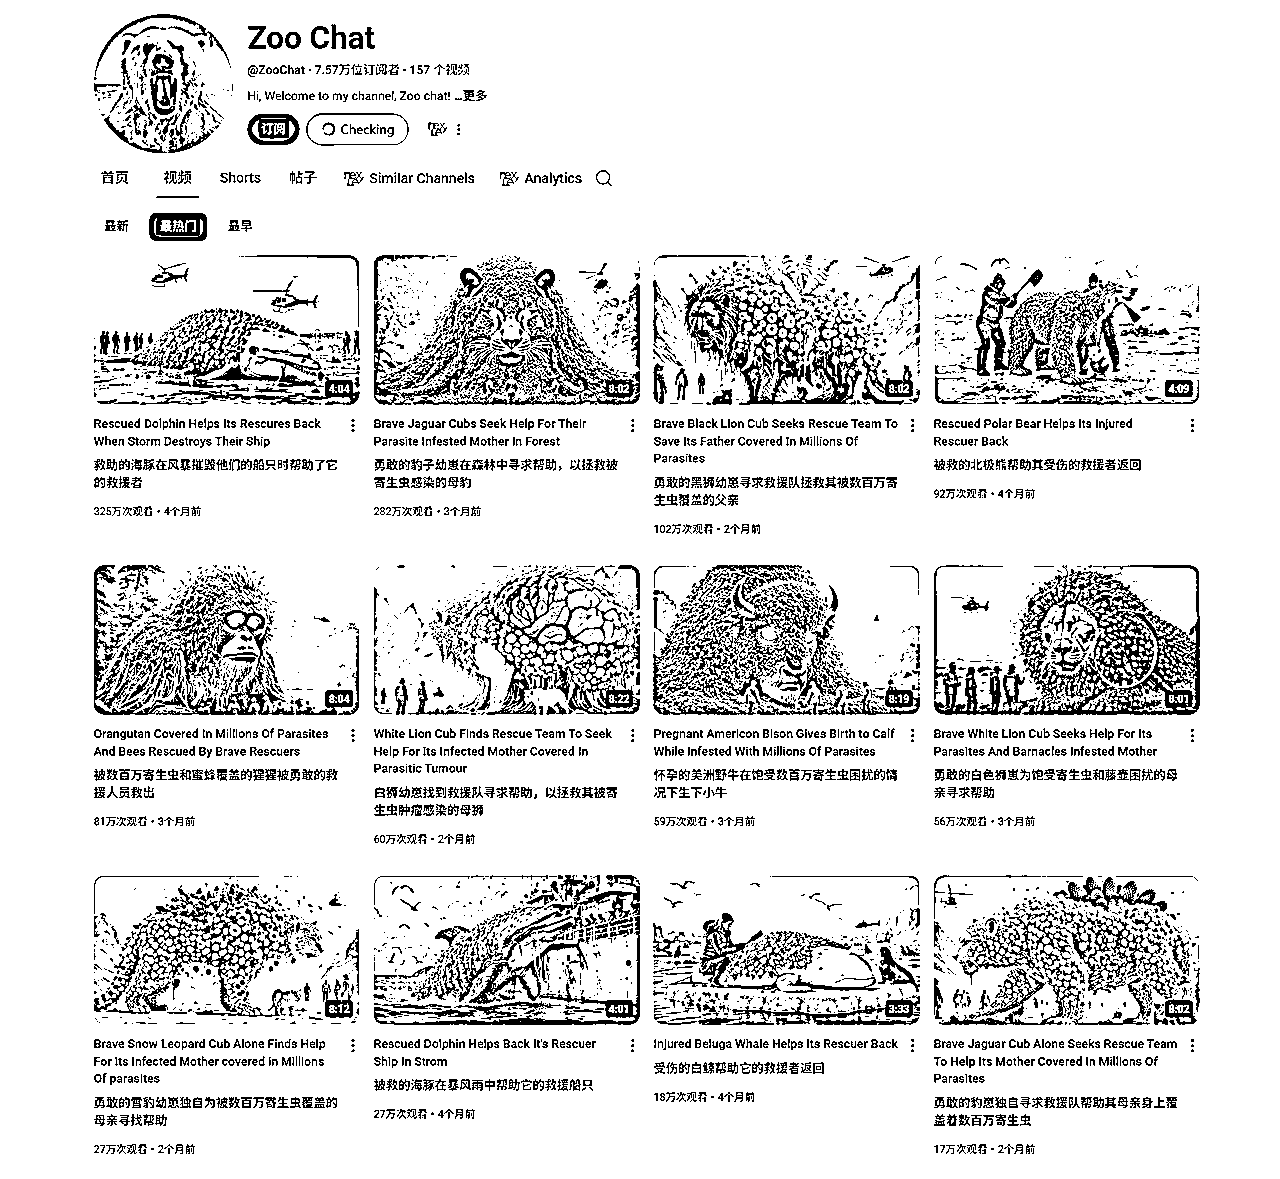 Zoo Chat
@ZooChat · 7.57万位订阅者 · 157 个视频
Hi, Welcome to my channel, Zoo chat! ...更多
订阅
Checking
首页
视频
Shorts
帖子
Similar Channels
Analytics
最新
最热门
最早
4:04
8:02
8:02
4:09
Rescued Dolphin Helps Its Rescures Back
When Storm Destroys Their Ship
救助的海豚在风暴摧毁他们的船只时帮助了它
的救援者
325万次观看 · 4个月前
Brave Jaguar Cubs Seek Help For Their
Parasite Infested Mother In Forest
勇敢的豹子幼崽在森林中寻求帮助，以拯救被
寄生虫感染的母豹
282万次观看 · 3个月前
Brave Black Lion Cub Seeks Rescue Team To
Save Its Father Covered In Millions Of
Parasites
勇敢的黑狮幼崽寻求救援队拯救其被数百万寄
生虫覆盖的父亲
102万次观看 · 2个月前
Rescued Polar Bear Helps Its Injured
Rescuer Back
被救的北极熊帮助其受伤的救援者返回
92万次观看 · 4个月前
8:04
8:22
8:19
8:01
Orangutan Covered In Millions Of Parasites
And Bees Rescued By Brave Rescuers
被数百万寄生虫和蜜蜂覆盖的猩猩被勇敢的救
援人员救出
81万次观看 · 3个月前
White Lion Cub Finds Rescue Team To Seek
Help For Its Infected Mother Covered In
Parasitic Tumour
白狮幼崽找到救援队寻求帮助，以拯救其被寄
生虫肿瘤感染的母狮
60万次观看 · 2个月前
Pregnant American Bison Gives Birth to Calf
While Infested With Millions Of Parasites
怀孕的美洲野牛在饱受数百万寄生虫困扰的情
况下生下小牛
59万次观看 · 3个月前
Brave White Lion Cub Seeks Help For Its
Parasites And Barnacles Infested Mother
勇敢的白色狮崽为饱受寄生虫和藤壶困扰的母
亲寻求帮助
56万次观看 · 3个月前
8:12
4:01
3:33
8:02
Brave Snow Leopard Cub Alone Finds Help
For Its Infected Mother covered in Millions
Of parasites
勇敢的雪豹幼崽独自为被数百万寄生虫覆盖的
母亲寻找帮助
27万次观看 · 2个月前
Rescued Dolphin Helps Back It's Rescuer
Ship In Strom
被救的海豚在暴风雨中帮助它的救援船只
27万次观看 · 4个月前
Injured Beluga Whale Helps Its Rescuer Back
受伤的白鲸帮助它的救援者返回
18万次观看 · 4个月前
Brave Jaguar Cub Alone Seeks Rescue Team
To Help Its Mother Covered In Millions Of
Parasites
勇敢的豹崽独自寻求救援队帮助其母亲身上覆
盖着数百万寄生虫
17万次观看 · 2个月前